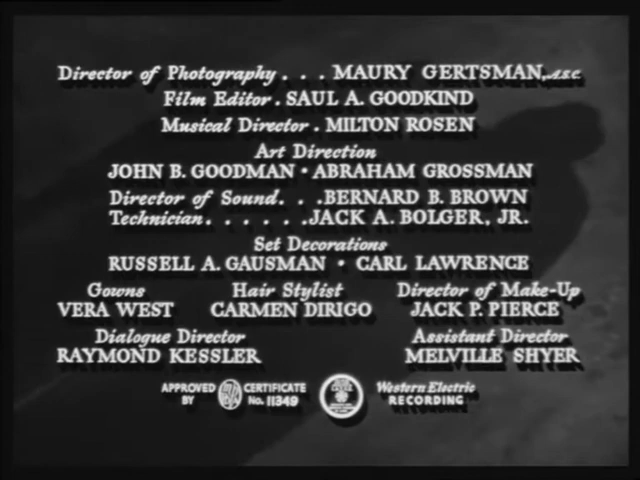 Director of Photography . . . MAURY GERTSMAN, A.S.C.
Film Editor . SAUL A. GOODKIND
Musical Director . MILTON ROSEN
Art Direction
JOHN B. GOODMAN • ABRAHAM GROSSMAN
Director of Sound . . . BERNARD B. BROWN
Technician . . . . . . JACK A. BOLGER, JR.
Set Decorations
RUSSELL A. GAUSMAN • CARL LAWRENCE
Gowns Hair Stylist Director of Make-Up
VERA WEST CARMEN DIRIGO JACK P. PIERCE
Dialogue Director Assistant Director
RAYMOND KESSLER MELVILLE SHYER
APPROVED BY CERTIFICATE No. 11349
Western Electric
RECORDING